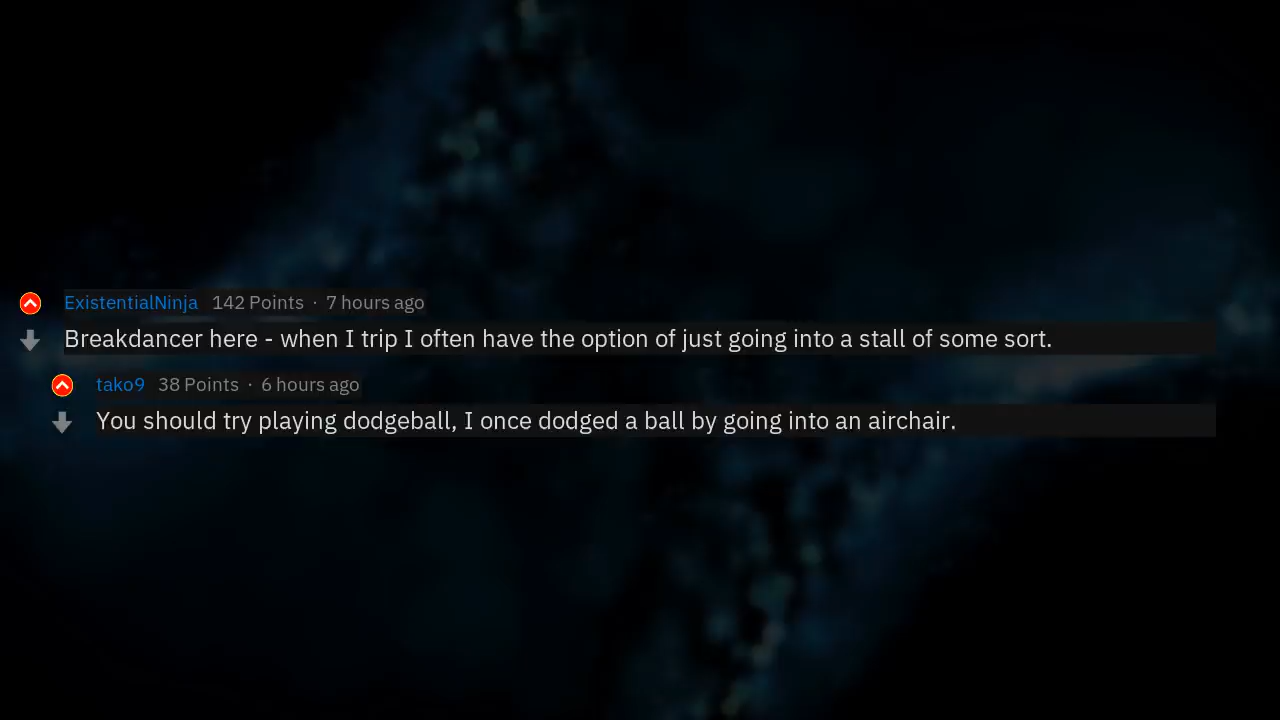 ExistentialNinja 142 Points · 7 hours ago
Breakdancer here - when I trip I often have the option of just going into a stall of some sort.
tako9 38 Points · 6 hours ago
You should try playing dodgeball, I once dodged a ball by going into an airchair.